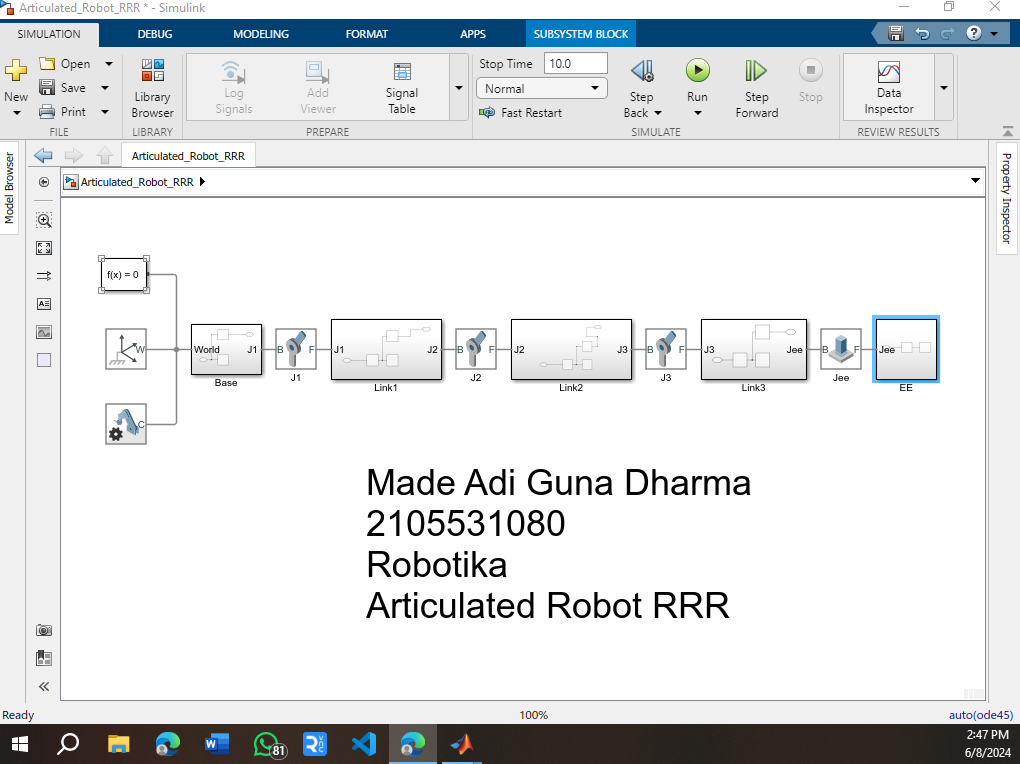 Articulated_Robot_RRR * - Simulink
SIMULATION DEBUG MODELING FORMAT APPS SUBSYSTEM BLOCK
New
Open
Save
Print
FILE
Library Browser
LIBRARY
Log Signals
Add Viewer
Signal Table
PREPARE
Stop Time 10.0
Normal
Fast Restart
Step Back
Run
Step Forward
Stop
SIMULATE
Data Inspector
REVIEW RESULTS
Model Browser
Articulated_Robot_RRR
Articulated_Robot_RRR
Property Inspector
f(x) = 0
W
C
World J1
Base
B F
J1
J1 J2
Link1
B F
J2
J2 J3
Link2
B F
J3
J3 Jee
Link3
B F
Jee
Jee
EE
Made Adi Guna Dharma
2105531080
Robotika
Articulated Robot RRR
Ready 100% auto(ode45)
81
2:47 PM
6/8/2024